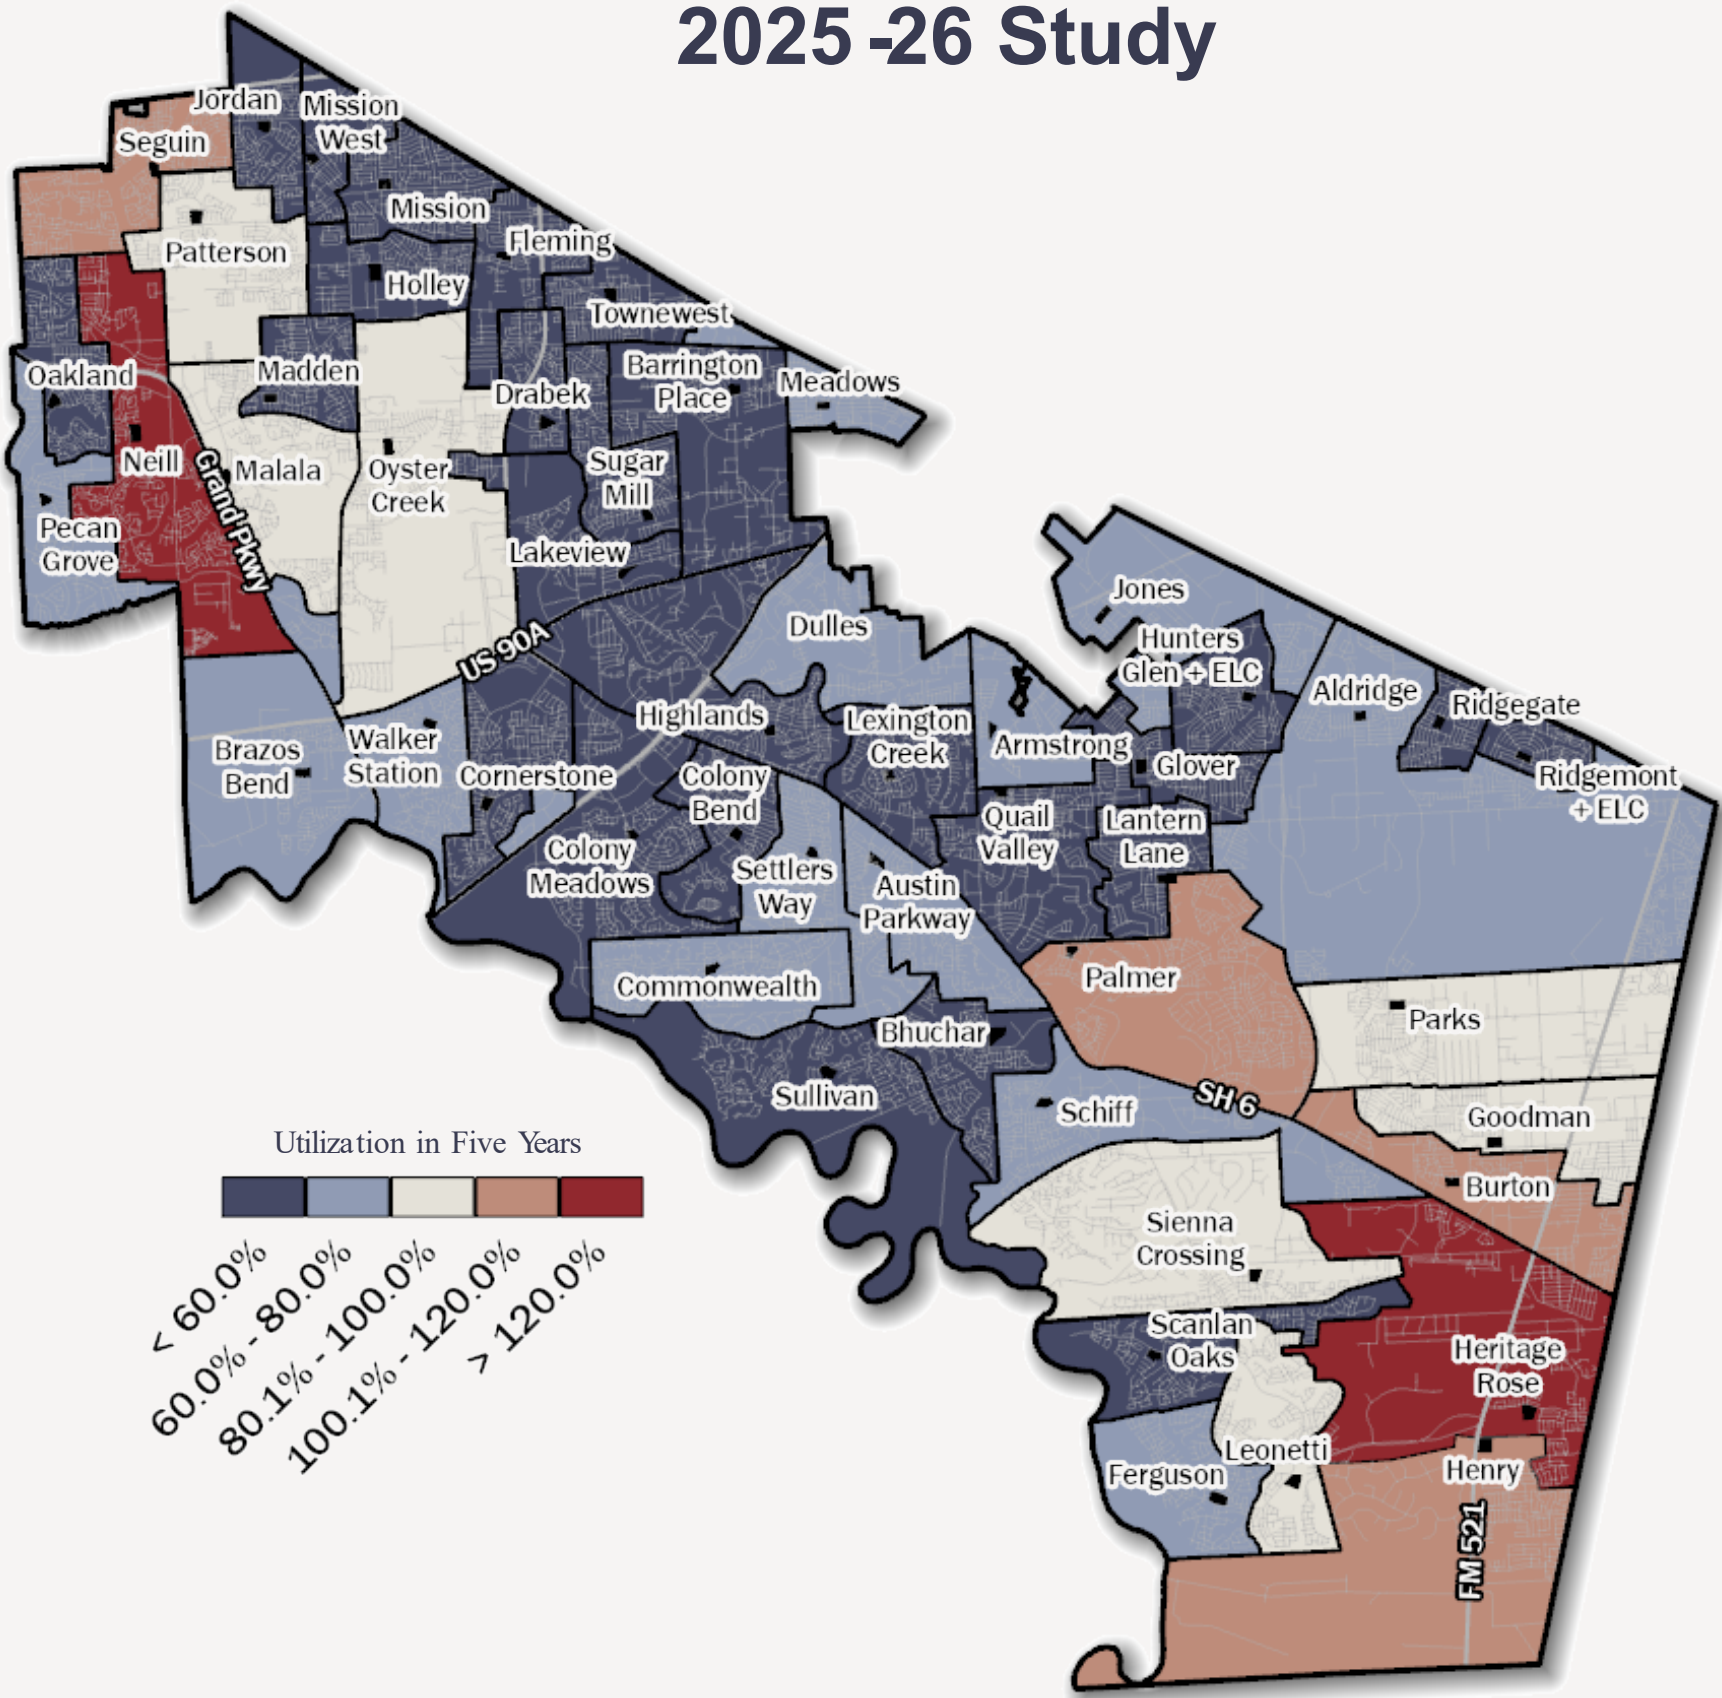 2025-26 Study
Jordan
Mission
West
Seguin
Mission
Patterson
Fleming
Holley
Townewest
Oakland
Madden
Drabek
Barrington
Place
Meadows
Neill
Grand Pkwy
Malala
Oyster
Creek
Sugar
Mill
Pecan
Grove
Lakeview
US 90A
Dulles
Jones
Hunters
Glen + ELC
Aldridge
Ridgegate
Highlands
Lexington
Creek
Armstrong
Glover
Ridgemont
+ ELC
Brazos
Bend
Walker
Station
Cornerstone
Colony
Bend
Quail
Valley
Lantern
Lane
Colony
Meadows
Settlers
Way
Austin
Parkway
Commonwealth
Palmer
Parks
Bhuchar
Sullivan
Schiff
SH 6
Goodman
Burton
Utilization in Five Years
< 60.0%
60.0% - 80.0%
80.1% - 100.0%
100.1% - 120.0%
> 120.0%
Sienna
Crossing
Scanlan
Oaks
Heritage
Rose
Leonetti
Ferguson
Henry
FM 521